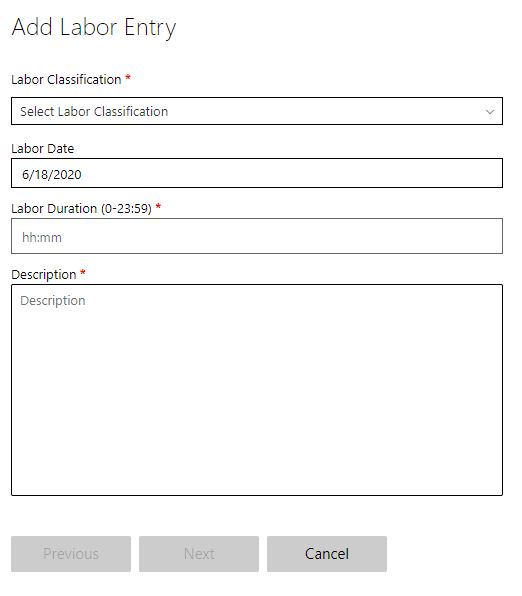 Add Labor Entry
Labor Classification *
Select Labor Classification
Labor Date
6/18/2020
Labor Duration (0-23:59) *
hh:mm
Description *
Description
Previous Next Cancel